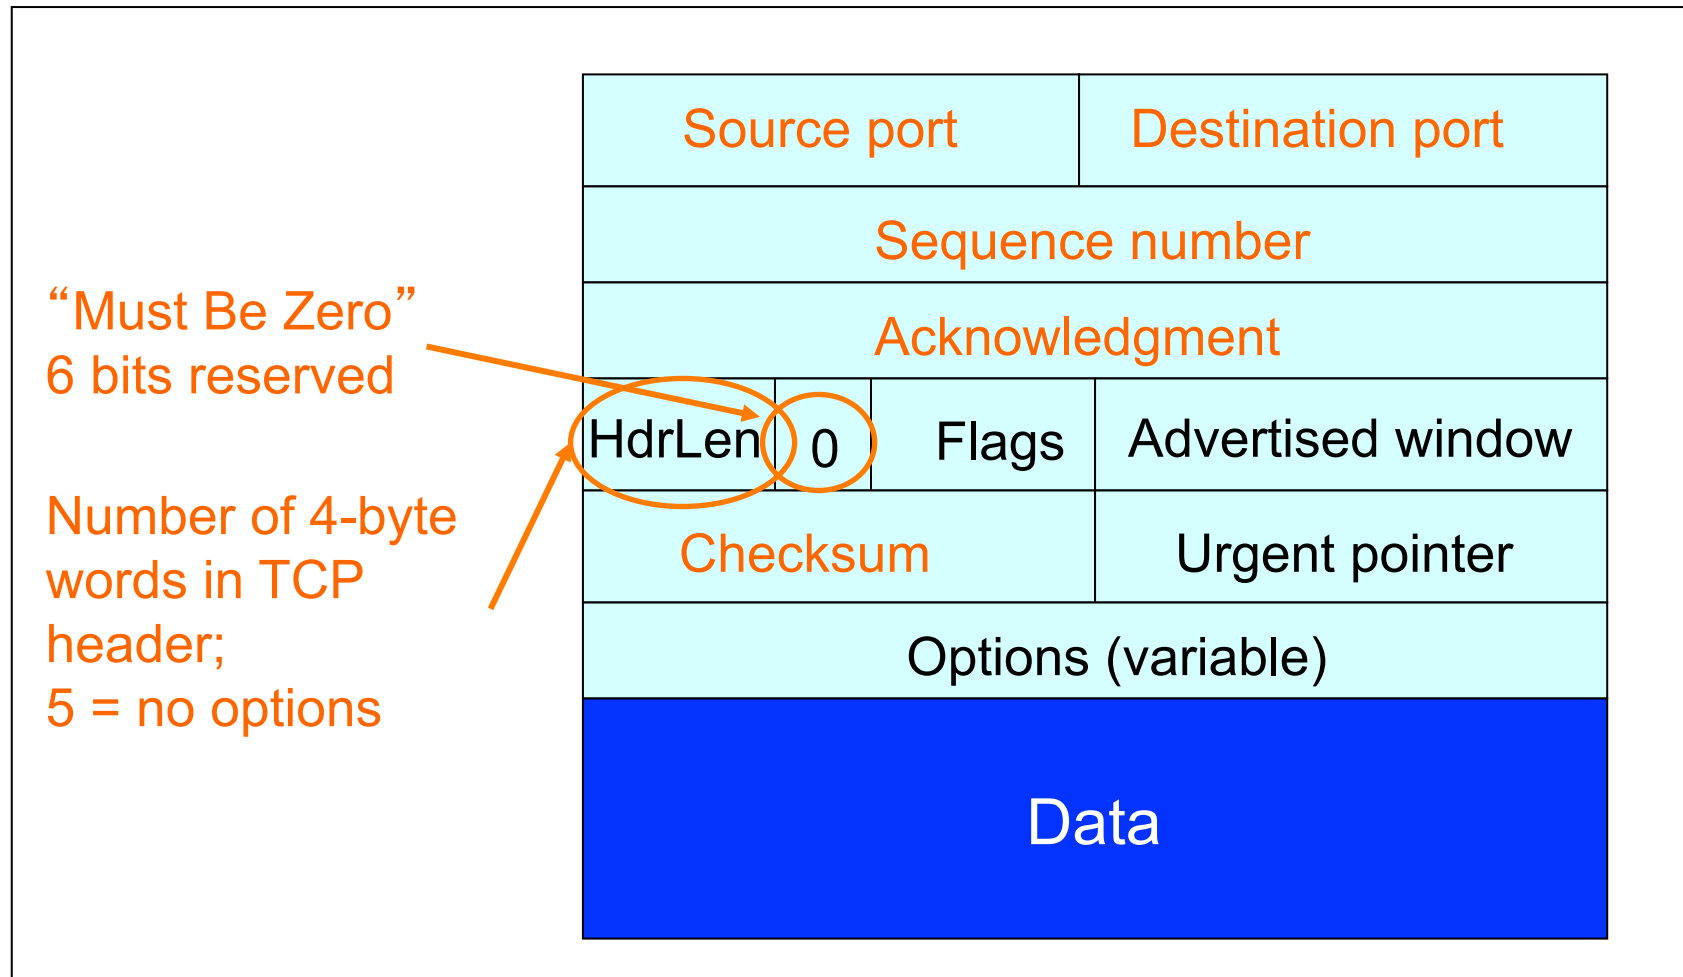 Source port
Destination port
Sequence number
Acknowledgment
HdrLen
0
Flags
Advertised window
Checksum
Urgent pointer
Options (variable)
Data
“Must Be Zero”
6 bits reserved
Number of 4-byte
words in TCP
header;
5 = no options